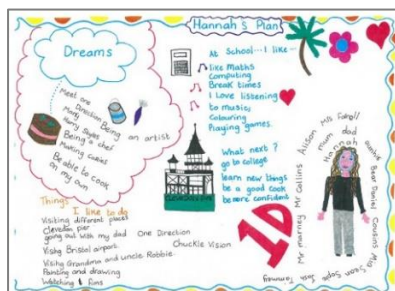 Hannah's Plan
Dreams
Meet one
Direction
Harry Styles
Being an artist
Being a chef
Making cakes
Be able to cook
on my own
At School... I like...
like Maths
Computing
Break times
I Love listening
to music,
Colouring
Playing games.
What next?
go to college
learn new things
be a good cook
be more confident
Things
I like to do
Visiting different places
Clevedon pier
going out with my dad
One Direction
Chuckle Vision
Visiting Bristol airport.
Visiting Grandma and uncle Robbie.
Painting and drawing
Watching films
1D
Mr marney Mr Collins
Alison
mum
dad
Hannah
Daniel
Cousins